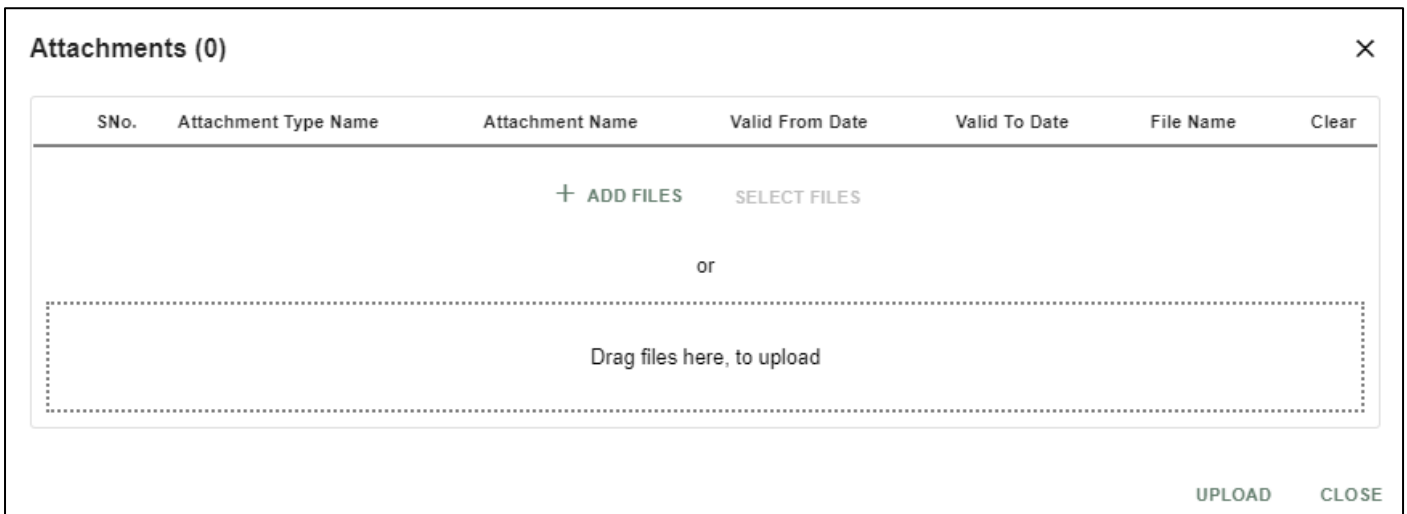 Attachments (0)
SNo. Attachment Type Name Attachment Name Valid From Date Valid To Date File Name Clear
+ ADD FILES SELECT FILES
or
Drag files here, to upload
UPLOAD CLOSE